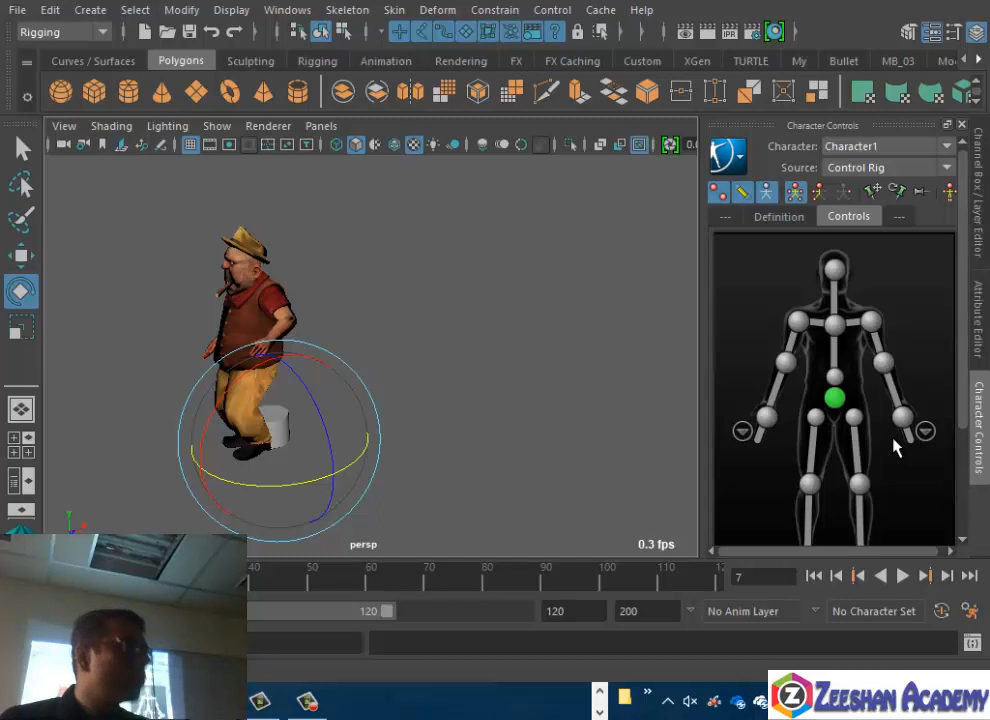 File Edit Create Select Modify Display Windows Skeleton Skin Deform Constrain Control Cache Help
Rigging
Curves / Surfaces Polygons Sculpting Rigging Animation Rendering FX FX Caching Custom XGen TURTLE My Bullet MB_03 Mo
View Shading Lighting Show Renderer Panels
0.0
Character Controls
Character: Character1
Source: Control Rig
--- Definition Controls ---
Channel Box / Layer Editor
Attribute Editor
Character Controls
persp
0.3 fps
40 50 60 70 80 90 100 110 12
7
120
120
200
No Anim Layer
No Character Set
ZEESHAN ACADEMY